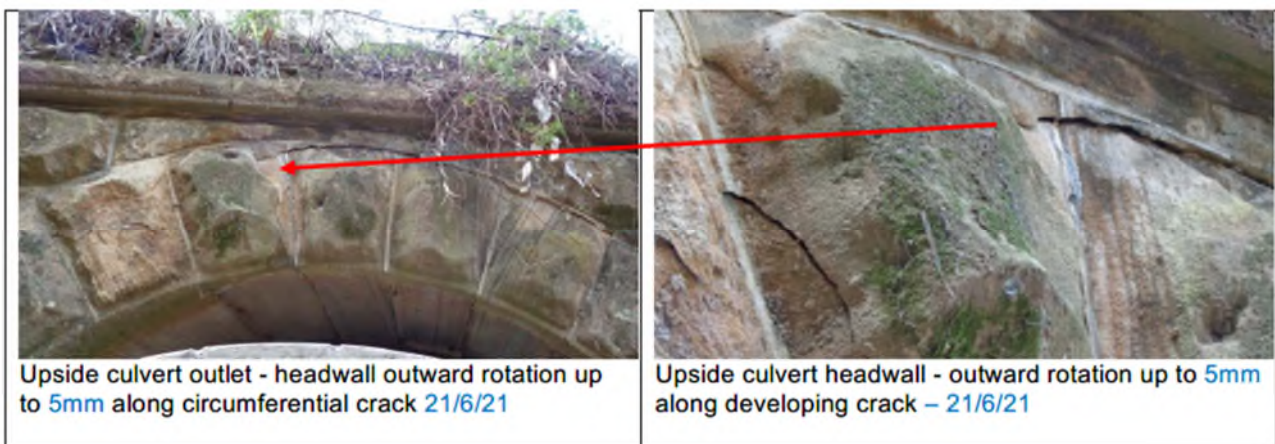 Upside culvert outlet - headwall outward rotation up
to 5mm along circumferential crack 21/6/21
Upside culvert headwall - outward rotation up to 5mm
along developing crack – 21/6/21